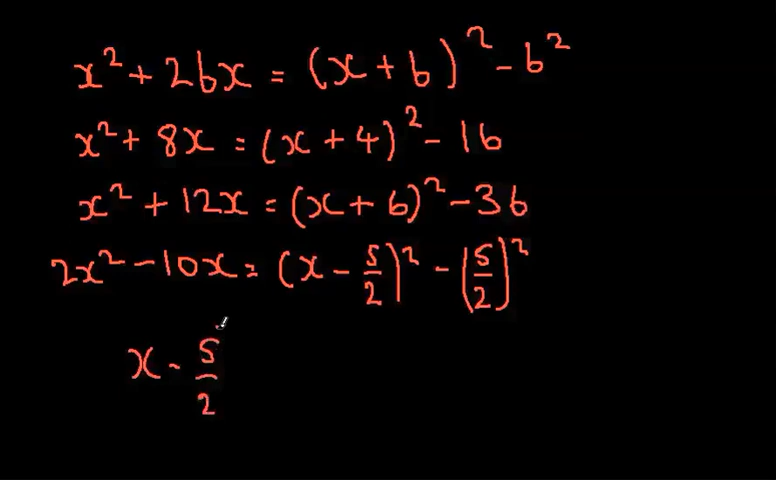 x² + 2bx = (x + b)² - b²
x² + 8x = (x + 4)² - 16
x² + 12x = (x + 6)² - 36
2x² - 10x = (x - 5/2)² - (5/2)²
x - 5/2